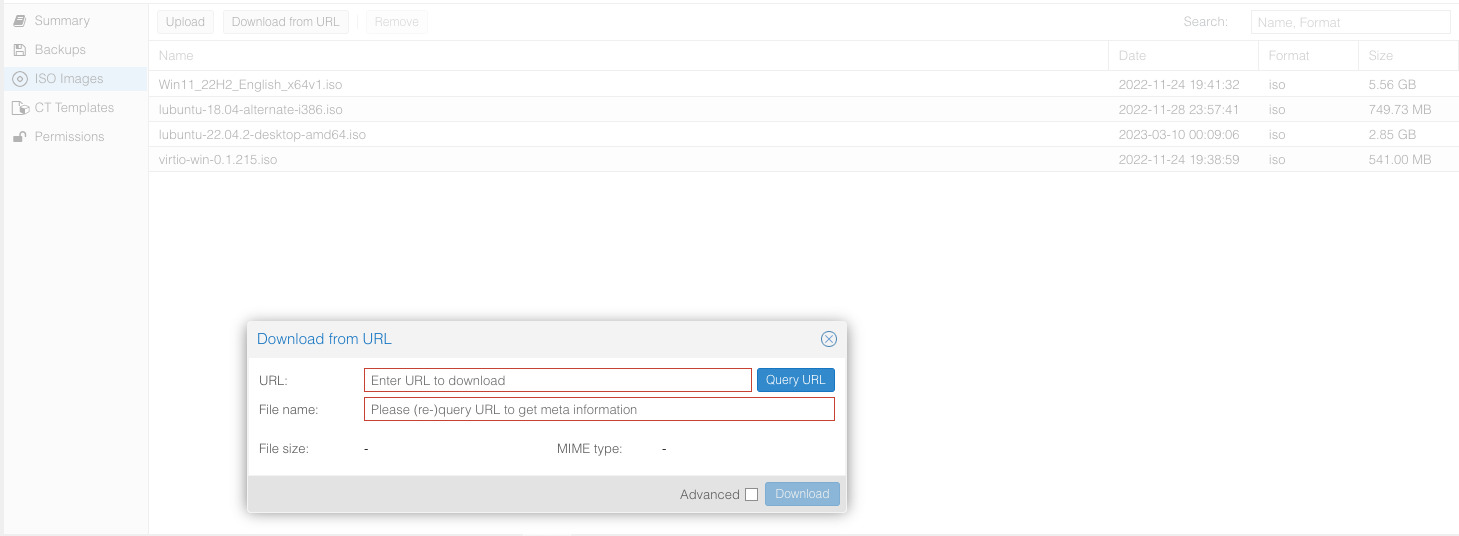 Summary
Backups
ISO Images
CT Templates
Permissions
Upload Download from URL Remove Search: Name, Format
Name Date Format Size
Win11_22H2_English_x64v1.iso 2022-11-24 19:41:32 iso 5.56 GB
lubuntu-18.04-alternate-i386.iso 2022-11-28 23:57:41 iso 749.73 MB
lubuntu-22.04.2-desktop-amd64.iso 2023-03-10 00:09:06 iso 2.85 GB
virtio-win-0.1.215.iso 2022-11-24 19:38:59 iso 541.00 MB
Download from URL
URL: Enter URL to download Query URL
File name: Please (re-)query URL to get meta information
File size: - MIME type: -
Advanced Download